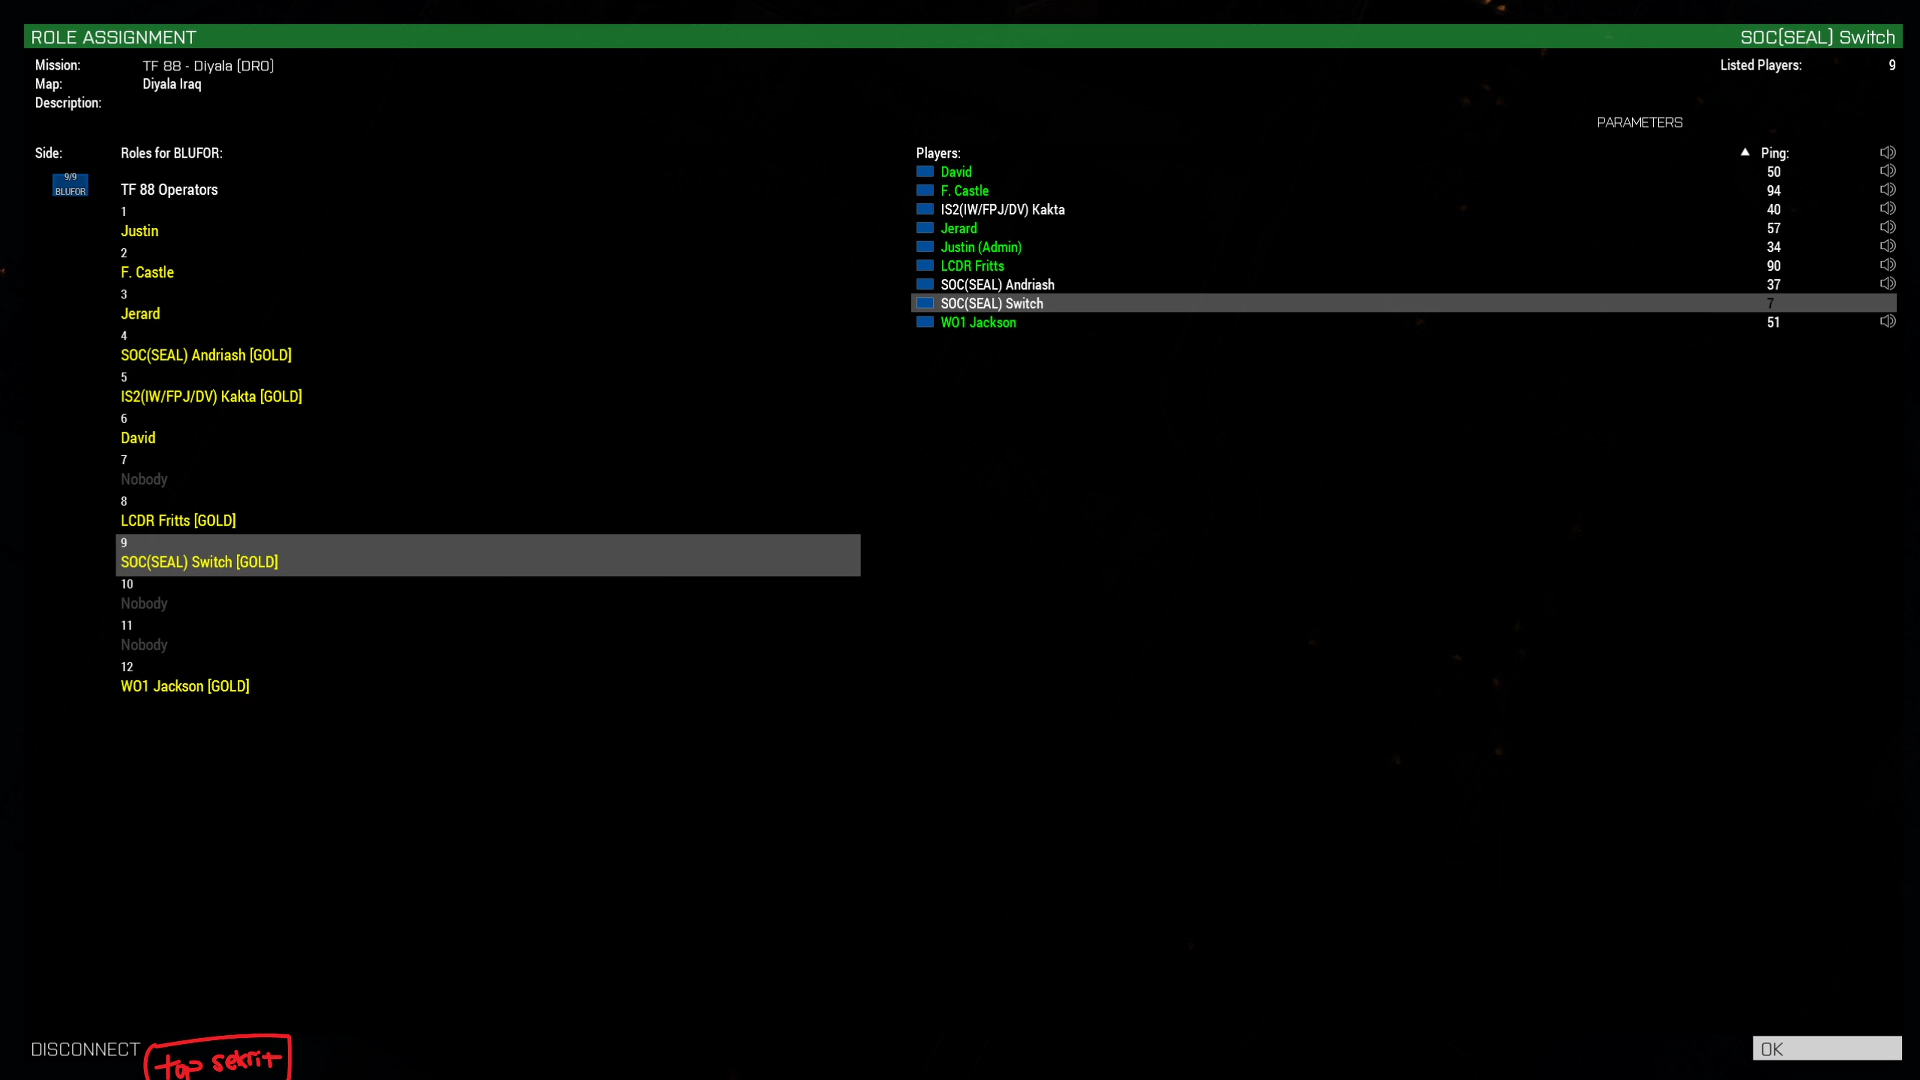 ROLE ASSIGNMENT SOC(SEAL) Switch
Mission: TF 88 - Diyala (DRO) Listed Players: 9
Map: Diyala Iraq
Description:
PARAMETERS
Side: Roles for BLUFOR:
9/9
BLUFOR
TF 88 Operators
1
Justin
2
F. Castle
3
Jerard
4
SOC(SEAL) Andriash [GOLD]
5
IS2(IW/FPJ/DV) Kakta [GOLD]
6
David
7
Nobody
8
LCDR Fritts [GOLD]
9
SOC(SEAL) Switch [GOLD]
10
Nobody
11
Nobody
12
WO1 Jackson [GOLD]
Players: Ping:
David 50
F. Castle 94
IS2(IW/FPJ/DV) Kakta 40
Jerard 57
Justin (Admin) 34
LCDR Fritts 90
SOC(SEAL) Andriash 37
SOC(SEAL) Switch 7
WO1 Jackson 51
DISCONNECT
top sekrit
OK